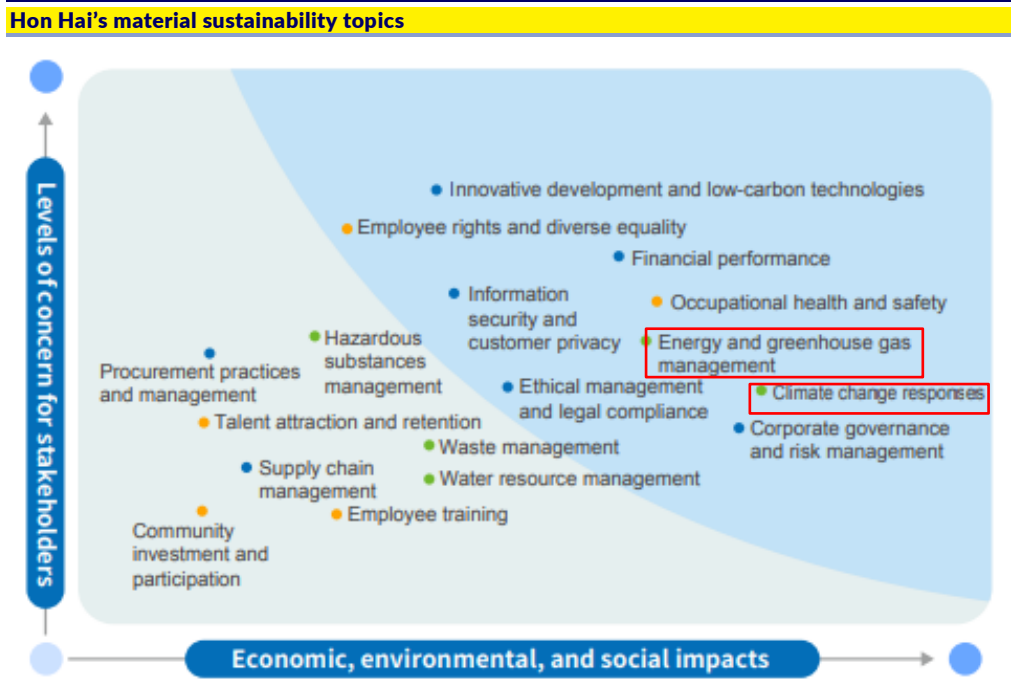 Hon Hai’s material sustainability topics
Levels of concern for stakeholders
Innovative development and low-carbon technologies
Employee rights and diverse equality
Financial performance
Information
security and
customer privacy
Occupational health and safety
Hazardous
substances
management
Energy and greenhouse gas
management
Procurement practices
and management
Ethical management
and legal compliance
Climate change responses
Talent attraction and retention
Corporate governance
and risk management
Waste management
Supply chain
management
Water resource management
Employee training
Community
investment and
participation
Economic, environmental, and social impacts